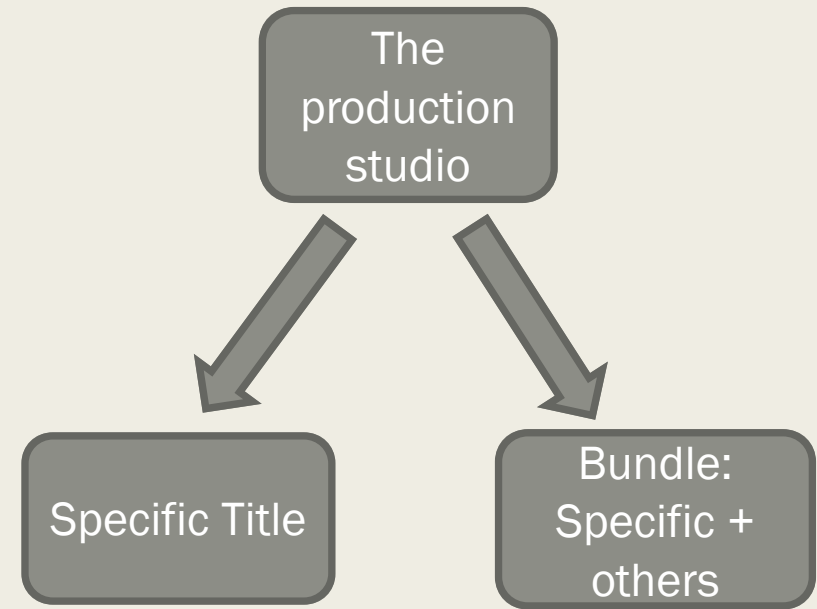 The
production
studio
Specific Title
Bundle:
Specific +
others